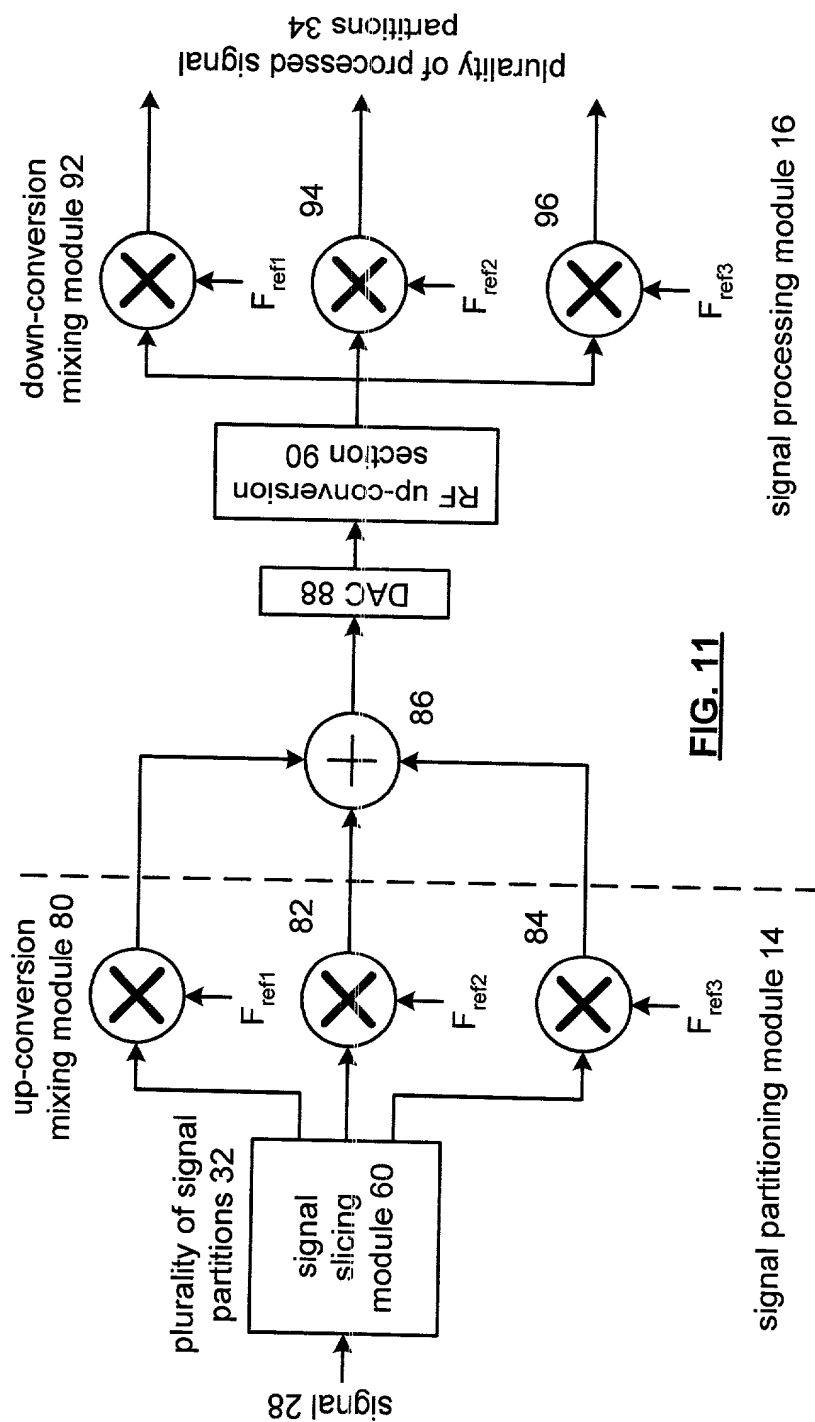 signal 28
signal
slicing
module 60
plurality of signal
partitions 32
up-conversion
mixing module 80
F_ref1
82
F_ref2
84
F_ref3
signal partitioning module 14
86
DAC 88
RF up-conversion
section 90
down-conversion
mixing module 92
F_ref1
94
F_ref2
96
F_ref3
plurality of processed signal
partitions 34
signal processing module 16
FIG. 11